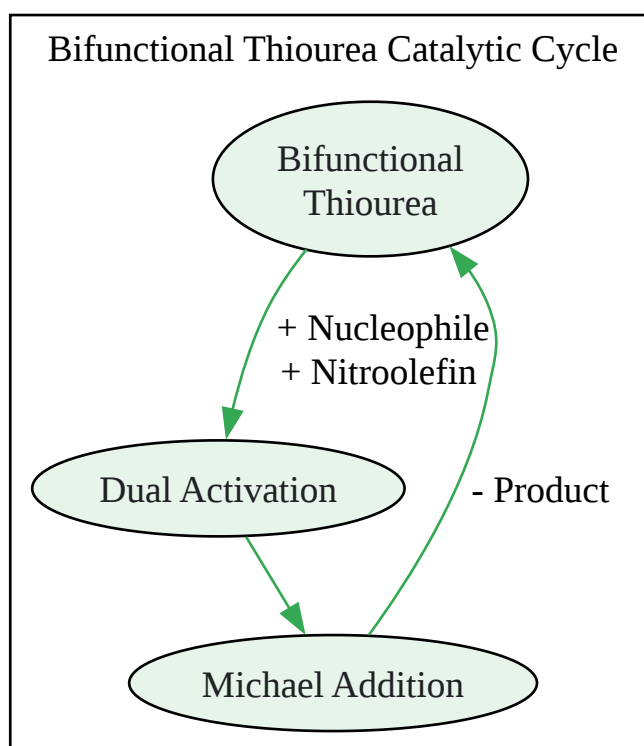 Bifunctional Thiourea Catalytic Cycle
Bifunctional
Thiourea
+ Nucleophile
+ Nitroolefin
Dual Activation
- Product
Michael Addition